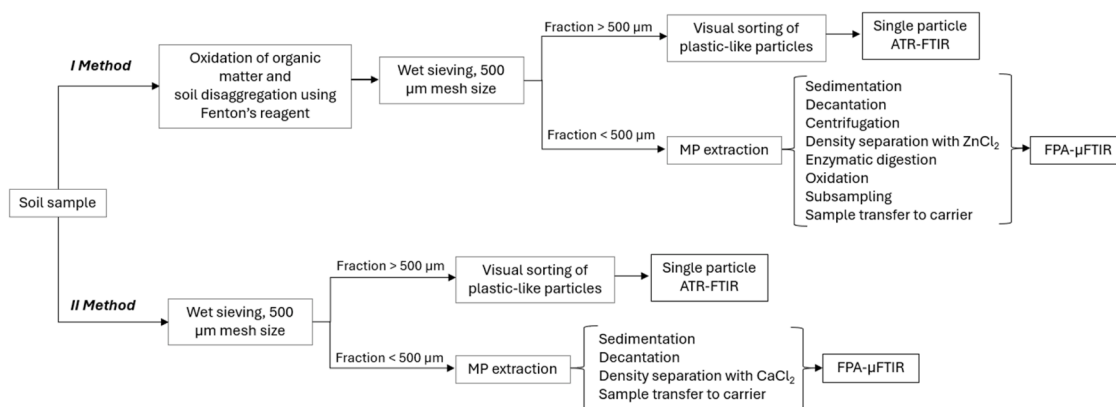 I Method
Oxidation of organic
matter and
soil disaggregation using
Fenton's reagent
Wet sieving, 500
µm mesh size
Fraction > 500 µm
Visual sorting of
plastic-like particles
Single particle
ATR-FTIR
Fraction < 500 µm
MP extraction
Sedimentation
Decantation
Centrifugation
Density separation with ZnCl₂
Enzymatic digestion
Oxidation
Subsampling
Sample transfer to carrier
FPA-µFTIR
Soil sample
II Method
Wet sieving, 500
µm mesh size
Fraction > 500 µm
Visual sorting of
plastic-like particles
Single particle
ATR-FTIR
Fraction < 500 µm
MP extraction
Sedimentation
Decantation
Density separation with CaCl₂
Sample transfer to carrier
FPA-µFTIR